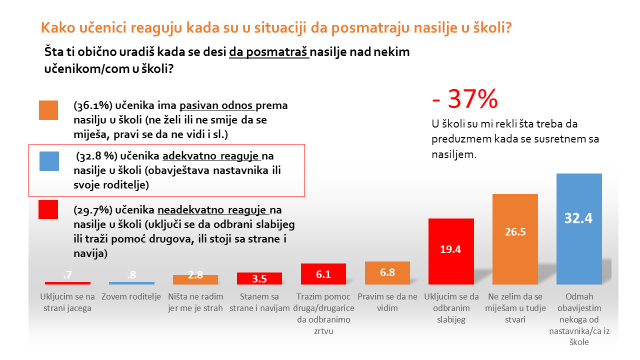 Kako učenici reaguju kada su u situaciji da posmatraju nasilje u školi?
Šta ti obično uradiš kada se desi da posmatraš nasilje nad nekim
učenikom/com u školi?
(36.1%) učenika ima pasivan odnos prema
nasilju u školi (ne želi ili ne smije da se
miješa, pravi se da ne vidi i sl.)
(32.8 %) učenika adekvatno reaguje na
nasilje u školi (obavještava nastavnika ili
svoje roditelje)
(29.7%) učenika neadekvatno reaguje na
nasilje u školi (uključi se da odbrani slabijeg
ili traži pomoć drugova, ili stoji sa strane i
navija)
- 37%
U školi su mi rekli šta treba da
preduzmem kada se susretnem sa
nasiljem.
.7
.8
2.8
3.5
6.1
6.8
19.4
26.5
32.4
Ukljucim se na
strani jacega
Zovem roditelje
Ništa ne radim
jer me je strah
Stanem sa
strane i navijam
Trazim pomoc
druga/drugarice
da odbranimo
zrtvu
Pravim se da ne
vidim
Ukljucim se da
odbranim
slabijeg
Ne zelim da se
miješam u tudje
stvari
Odmah
obavijestim
nekoga od
nastavnika/ca iz
škole